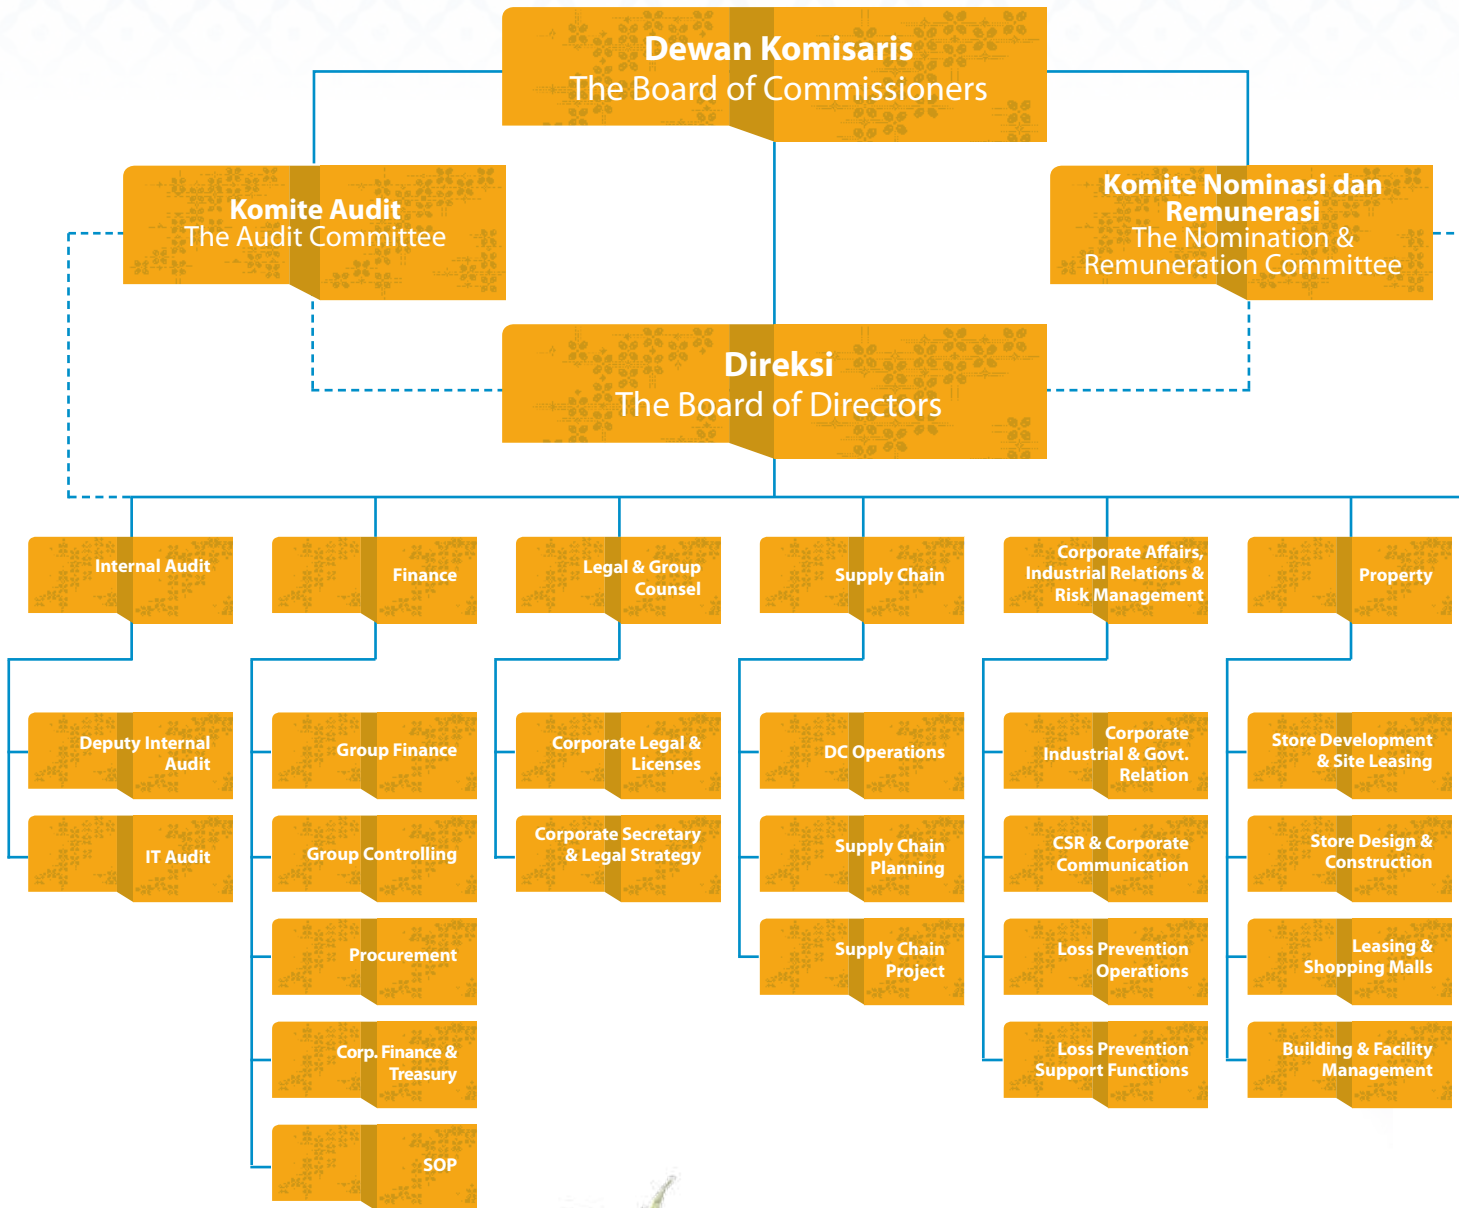 Dewan Komisaris
The Board of Commissioners
Komite Audit
The Audit Committee
Komite Nominasi dan
Remunerasi
The Nomination &
Remuneration Committee
Direksi
The Board of Directors
Internal Audit
Finance
Legal & Group
Counsel
Supply Chain
Corporate Affairs,
Industrial Relations &
Risk Management
Property
Deputy Internal
Audit
IT Audit
Group Finance
Group Controlling
Procurement
Corp. Finance &
Treasury
SOP
Corporate Legal &
Licenses
Corporate Secretary
& Legal Strategy
DC Operations
Supply Chain
Planning
Supply Chain
Project
Corporate
Industrial & Govt.
Relation
CSR & Corporate
Communication
Loss Prevention
Operations
Loss Prevention
Support Functions
Store Development
& Site Leasing
Store Design &
Construction
Leasing &
Shopping Malls
Building & Facility
Management